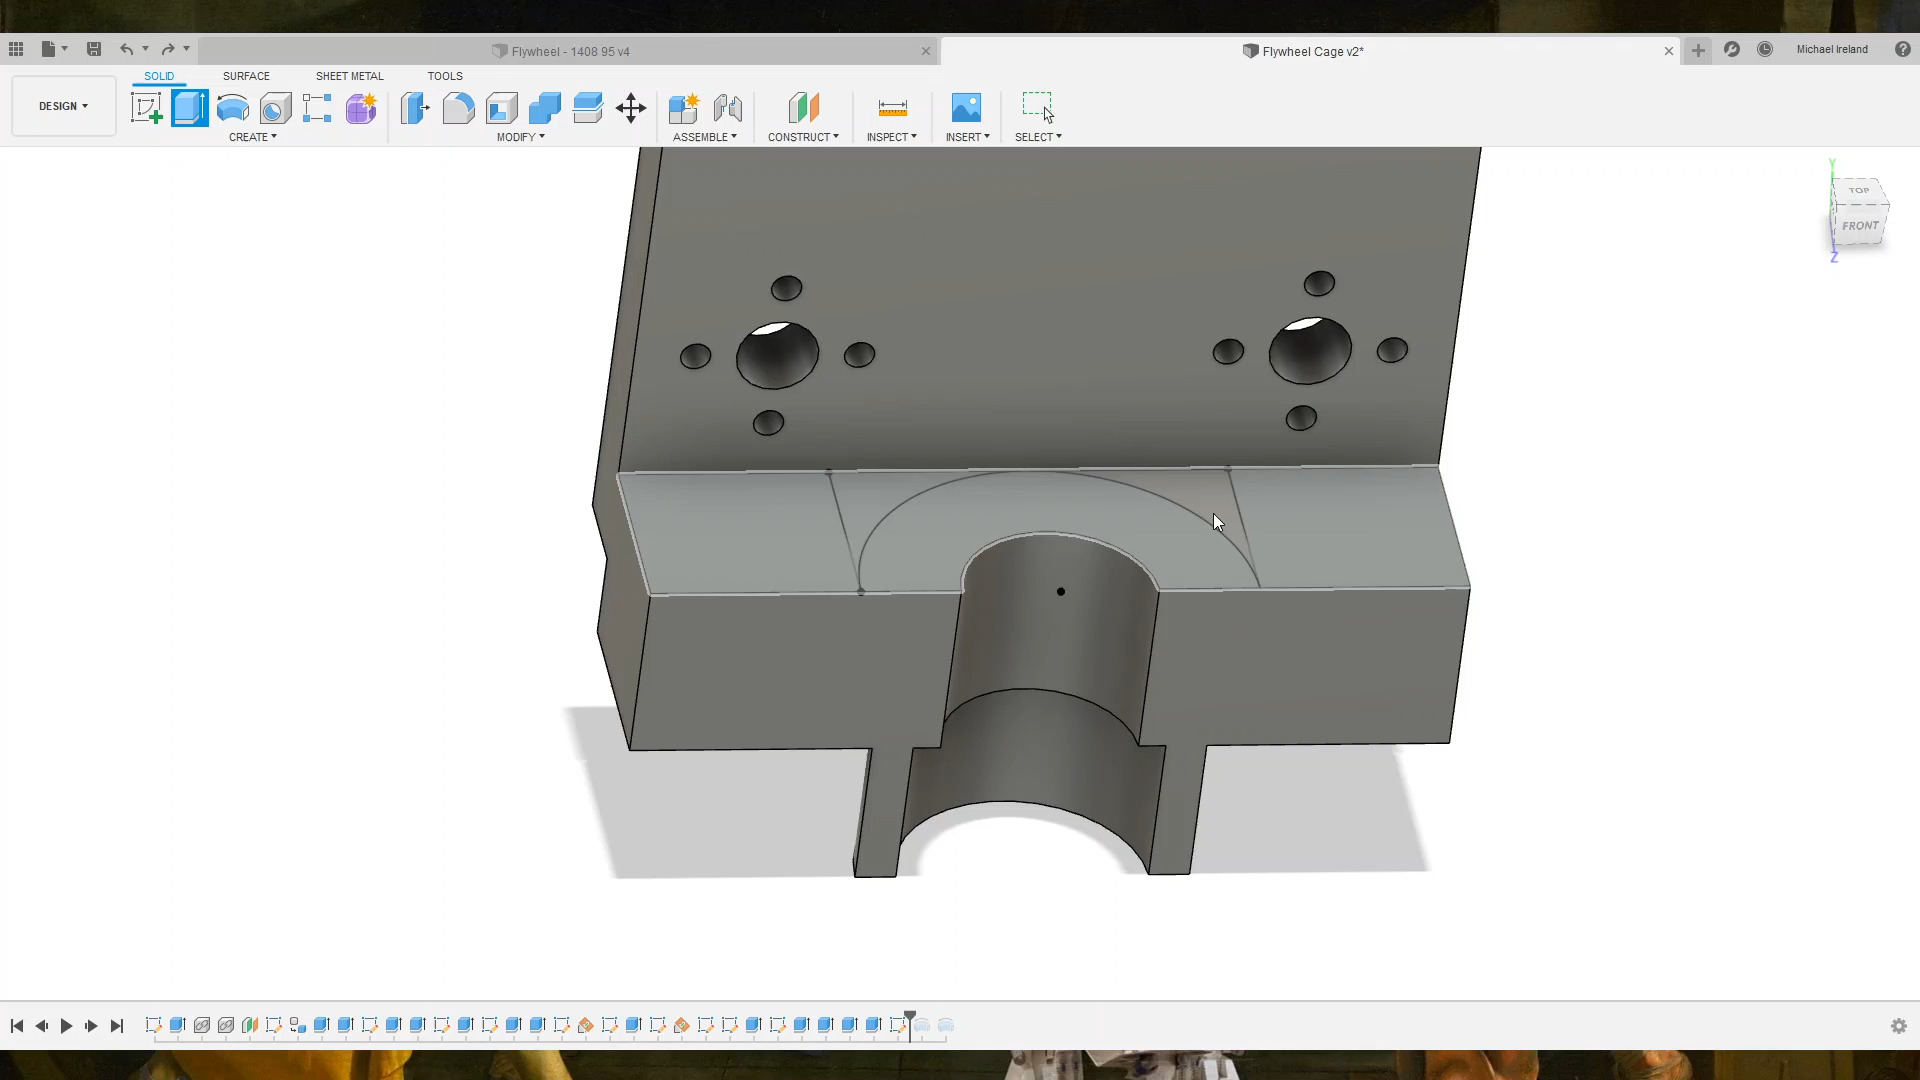 Flywheel - 1408 95 v4
Flywheel Cage v2*
Michael Ireland
SOLID
SURFACE
SHEET METAL
TOOLS
DESIGN
CREATE
MODIFY
ASSEMBLE
CONSTRUCT
INSPECT
INSERT
SELECT
Y
TOP
FRONT
Z